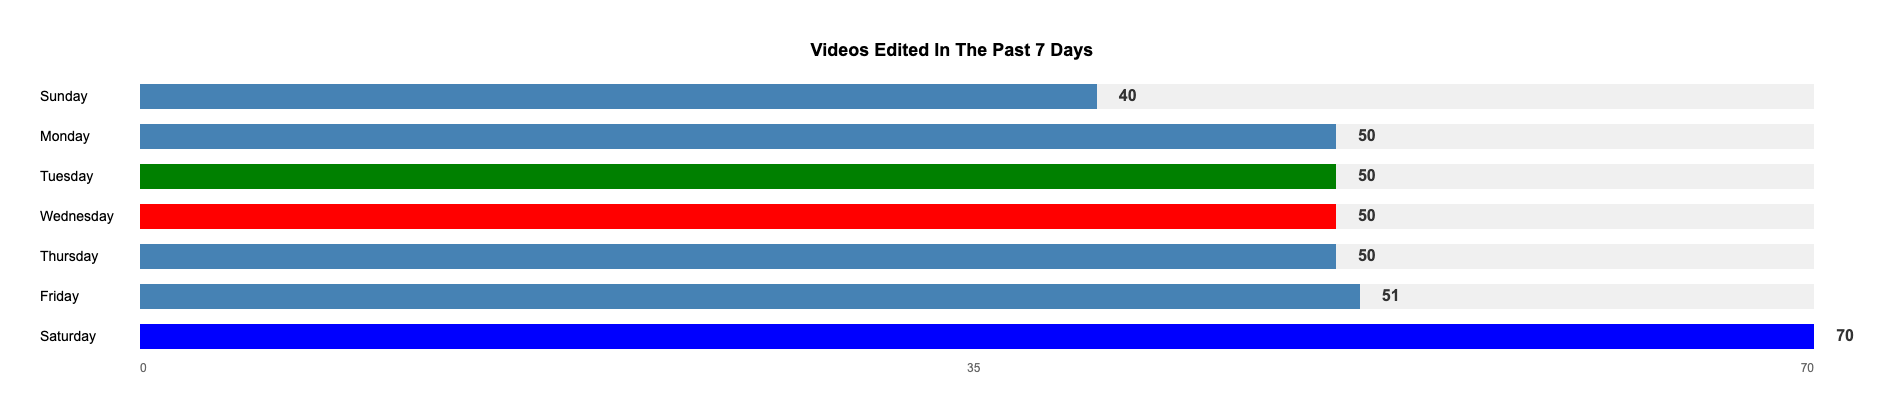 Videos Edited In The Past 7 Days
Sunday 40
Monday 50
Tuesday 50
Wednesday 50
Thursday 50
Friday 51
Saturday 70
0 35 70